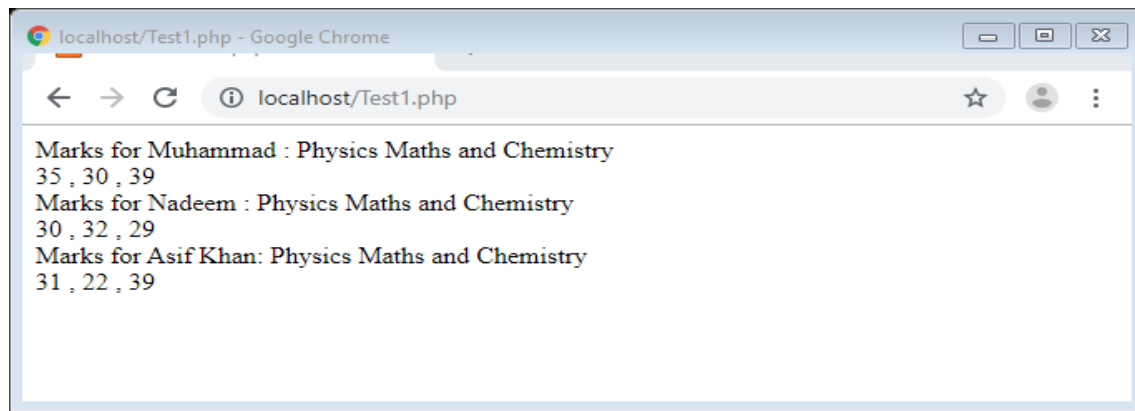 localhost/Test1.php - Google Chrome
localhost/Test1.php
Marks for Muhammad : Physics Maths and Chemistry
35 , 30 , 39
Marks for Nadeem : Physics Maths and Chemistry
30 , 32 , 29
Marks for Asif Khan: Physics Maths and Chemistry
31 , 22 , 39